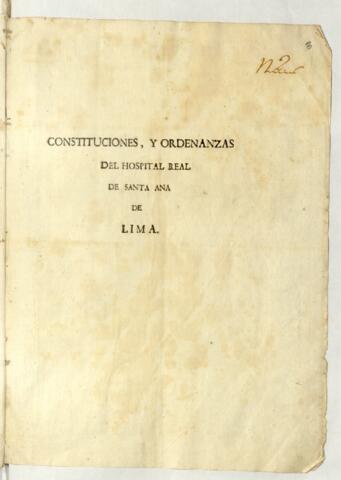 CONSTITUCIONES, Y ORDENANZAS
DEL HOSPITAL REAL
DE SANTA ANA
DE
LIMA.